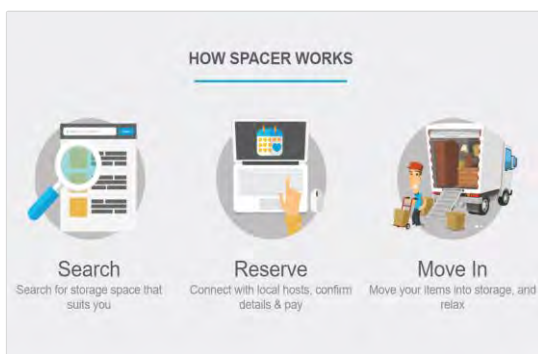 HOW SPACER WORKS
Search
Search for storage space that
suits you
Reserve
Connect with local hosts, confirm
details & pay
Move In
Move your items into storage, and
relax